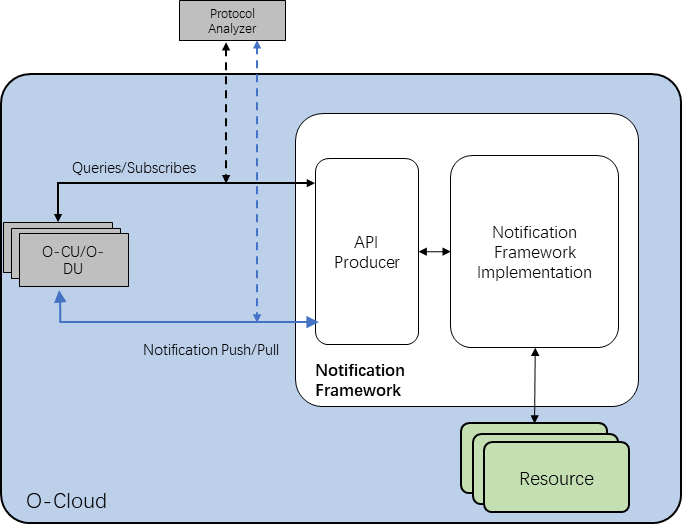 Protocol
Analyzer
Queries/Subscribes
O-CU/O-
DU
API
Producer
Notification
Framework
Implementation
Notification Push/Pull
Notification
Framework
Resource
O-Cloud